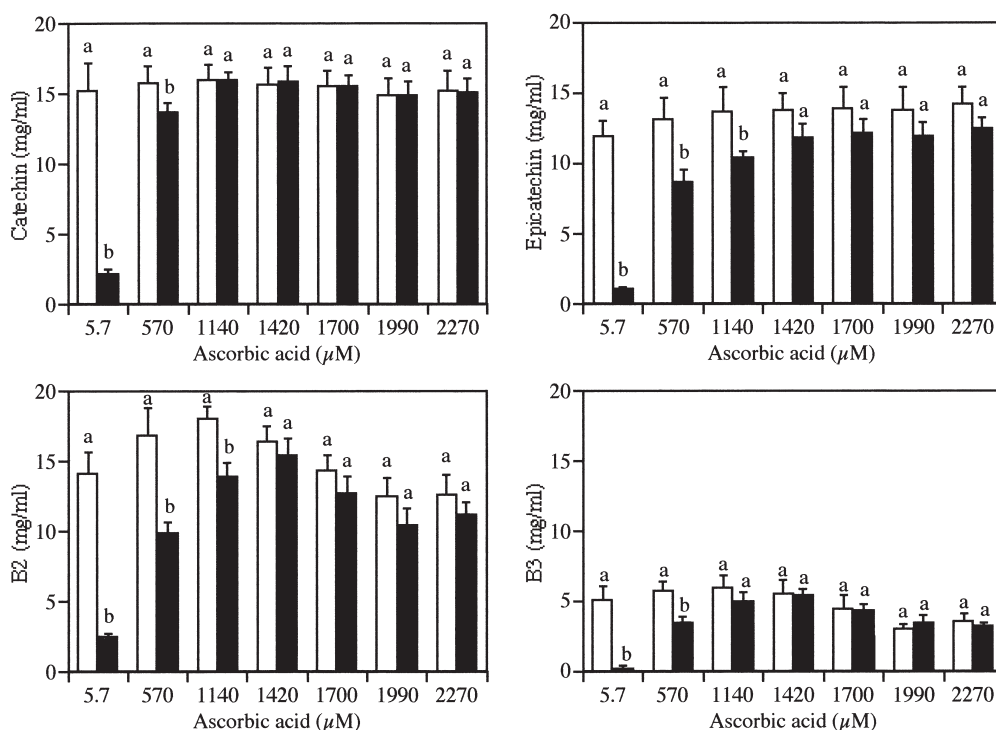 20
15
10
5
0
Catechin (mg/ml)
a
a b
a a
a a
a a
a a
a a
b
5.7 570 1140 1420 1700 1990 2270
Ascorbic acid (µM)
20
15
10
5
0
Epicatechin (mg/ml)
a
b
a
b
a
b
a
a
a
a
a
a
a
a
5.7 570 1140 1420 1700 1990 2270
Ascorbic acid (µM)
20
15
10
5
0
B2 (mg/ml)
a
b
a
b
a
b
a
a
a
a
a
a
a
a
5.7 570 1140 1420 1700 1990 2270
Ascorbic acid (µM)
20
15
10
5
0
B3 (mg/ml)
a
b
a
b
a
a
a
a
a
a
a
a
a
a
5.7 570 1140 1420 1700 1990 2270
Ascorbic acid (µM)